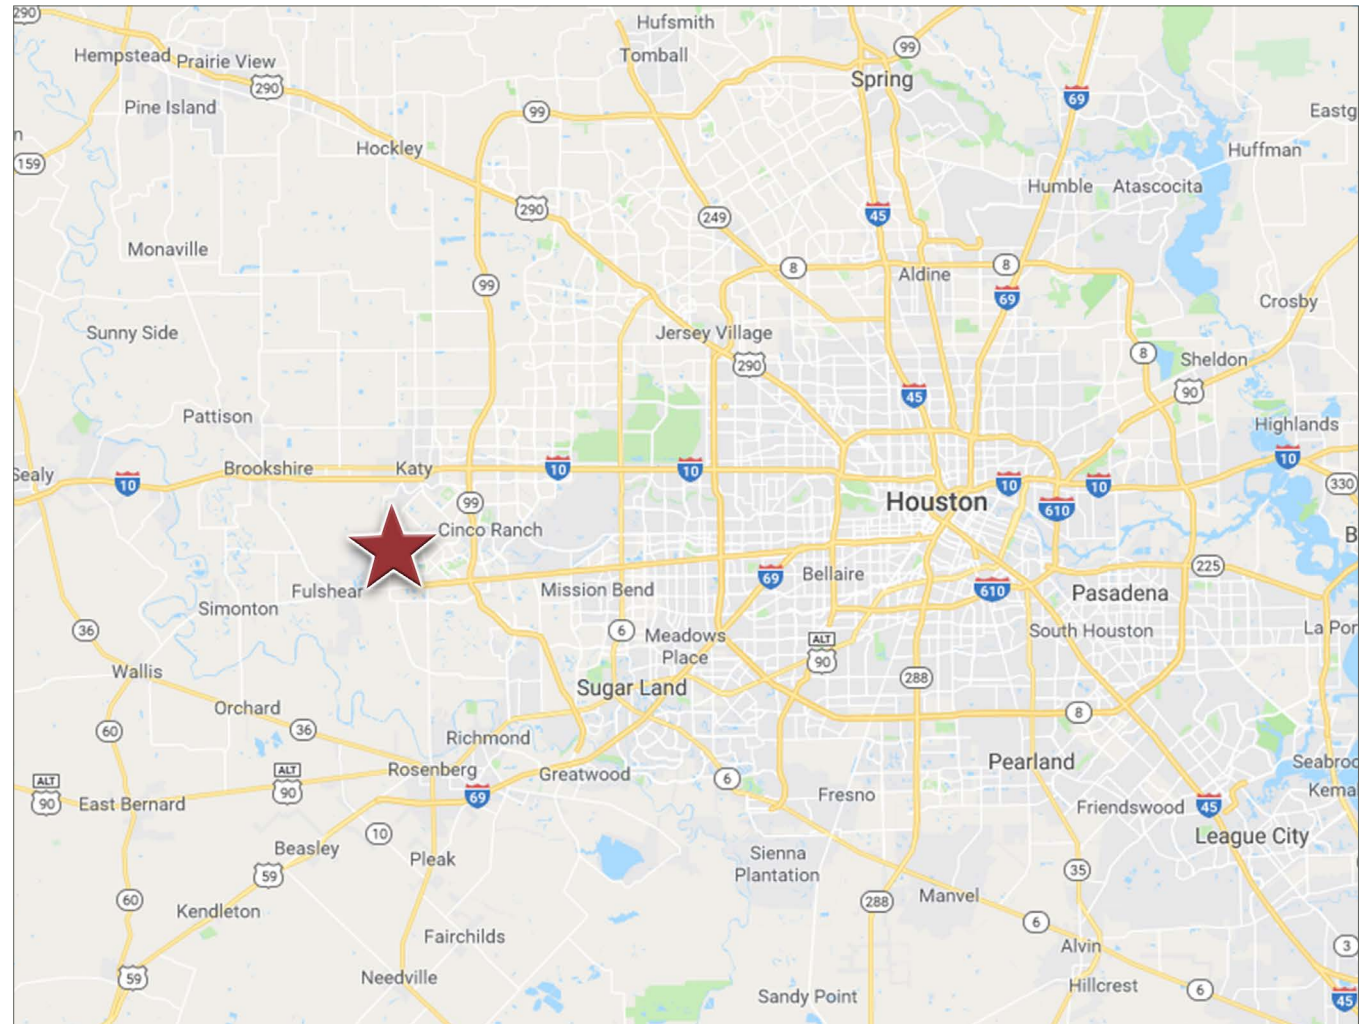 290
Hufsmith
Hempstead
Prairie View
Tomball
99
Spring
290
Pine Island
99
69
Eastg
n
159
Hockley
Huffman
Humble
Atascocita
290
249
45
Monaville
8
Aldine
8
99
69
Crosby
Sunny Side
Jersey Village
290
8
Sheldon
90
45
Pattison
Highlands
Sealy
10
Brookshire
Katy
10
10
10
10
10
330
99
Houston
610
Cinco Ranch
B
Fulshear
Mission Bend
69
Bellaire
610
225
Pasadena
Simonton
36
6
Meadows
Place
ALT
90
South Houston
La Por
Wallis
Sugar Land
288
Orchard
36
8
60
Richmond
Rosenberg
Greatwood
Pearland
Seabroo
ALT
90
ALT
90
East Bernard
69
6
Fresno
Friendswood
45
Kema
10
League City
Beasley
Pleak
Sienna
Plantation
59
35
60
Kendleton
288
Manvel
6
Fairchilds
Alvin
3
59
Needville
Hillcrest
6
Sandy Point
45